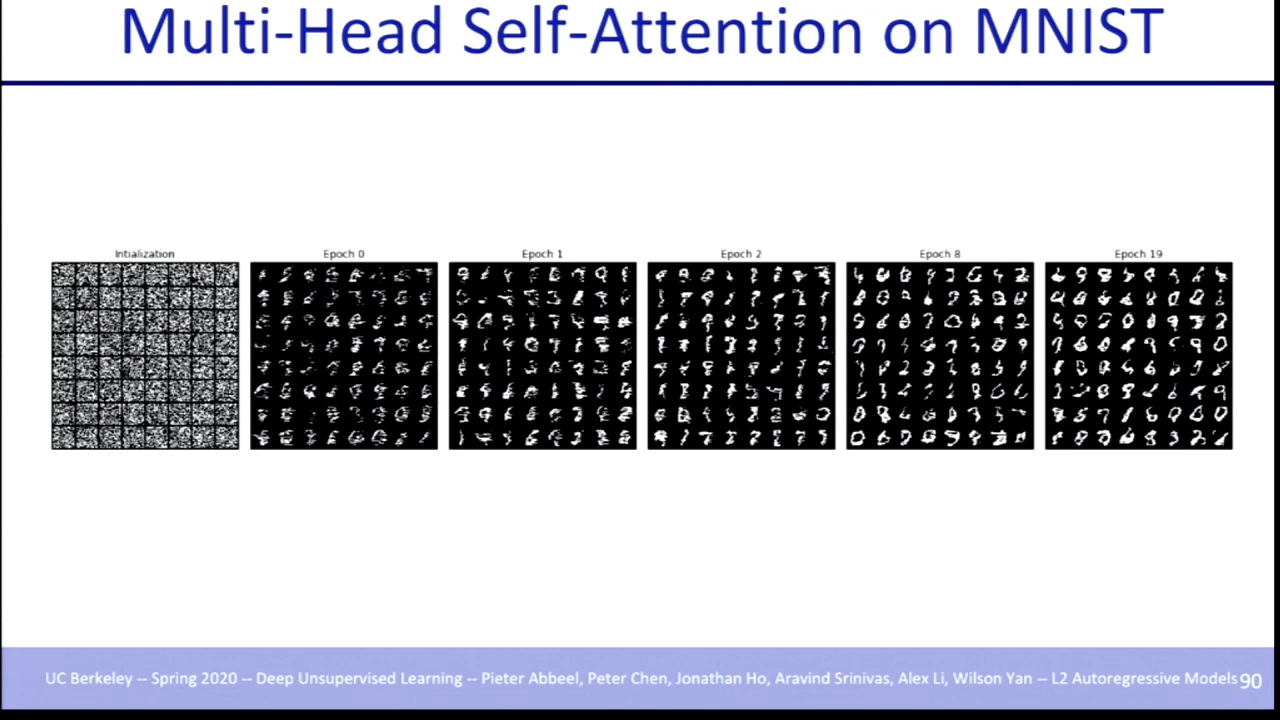 Multi-Head Self-Attention on MNIST
Intialization
Epoch 0
Epoch 1
Epoch 2
Epoch 8
Epoch 19
UC Berkeley -- Spring 2020 -- Deep Unsupervised Learning -- Pieter Abbeel, Peter Chen, Jonathan Ho, Aravind Srinivas, Alex Li, Wilson Yan -- L2 Autoregressive Models 90